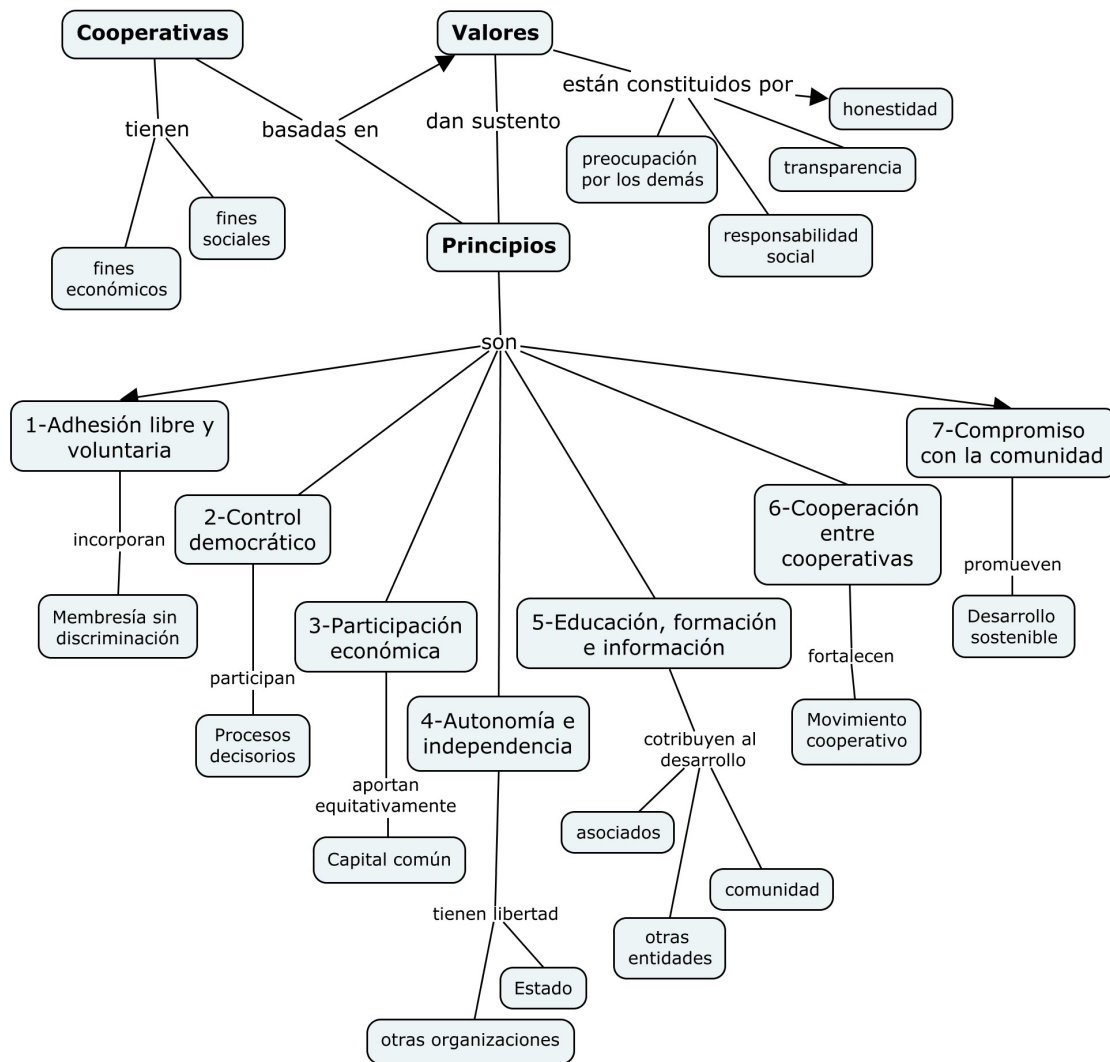 Cooperativas
Valores
están constituidos por
honestidad
tienen
basadas en
dan sustento
preocupación
por los demás
transparencia
fines
sociales
responsabilidad
social
Principios
fines
económicos
son
1-Adhesión libre y
voluntaria
7-Compromiso
con la comunidad
2-Control
democrático
6-Cooperación
entre
cooperativas
incorporan
promueven
Membresía sin
discriminación
3-Participación
económica
5-Educación, formación
e información
Desarrollo
sostenible
participan
fortalecen
4-Autonomía e
independencia
Procesos
decisorios
Movimiento
cooperativo
cotribuyen al
desarrollo
aportan
equitativamente
asociados
Capital común
comunidad
tienen libertad
otras
entidades
Estado
otras organizaciones